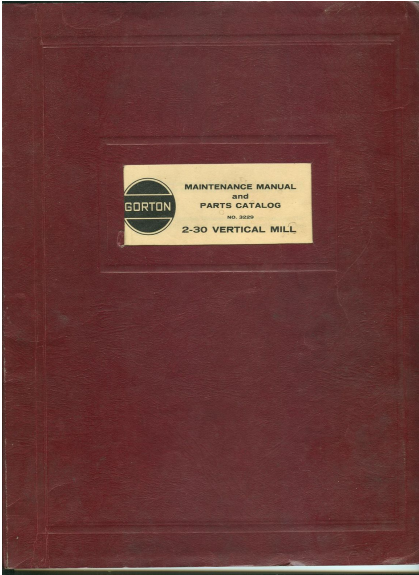 GORTON
MAINTENANCE MANUAL
and
PARTS CATALOG
NO. 3229
2-30 VERTICAL MILL